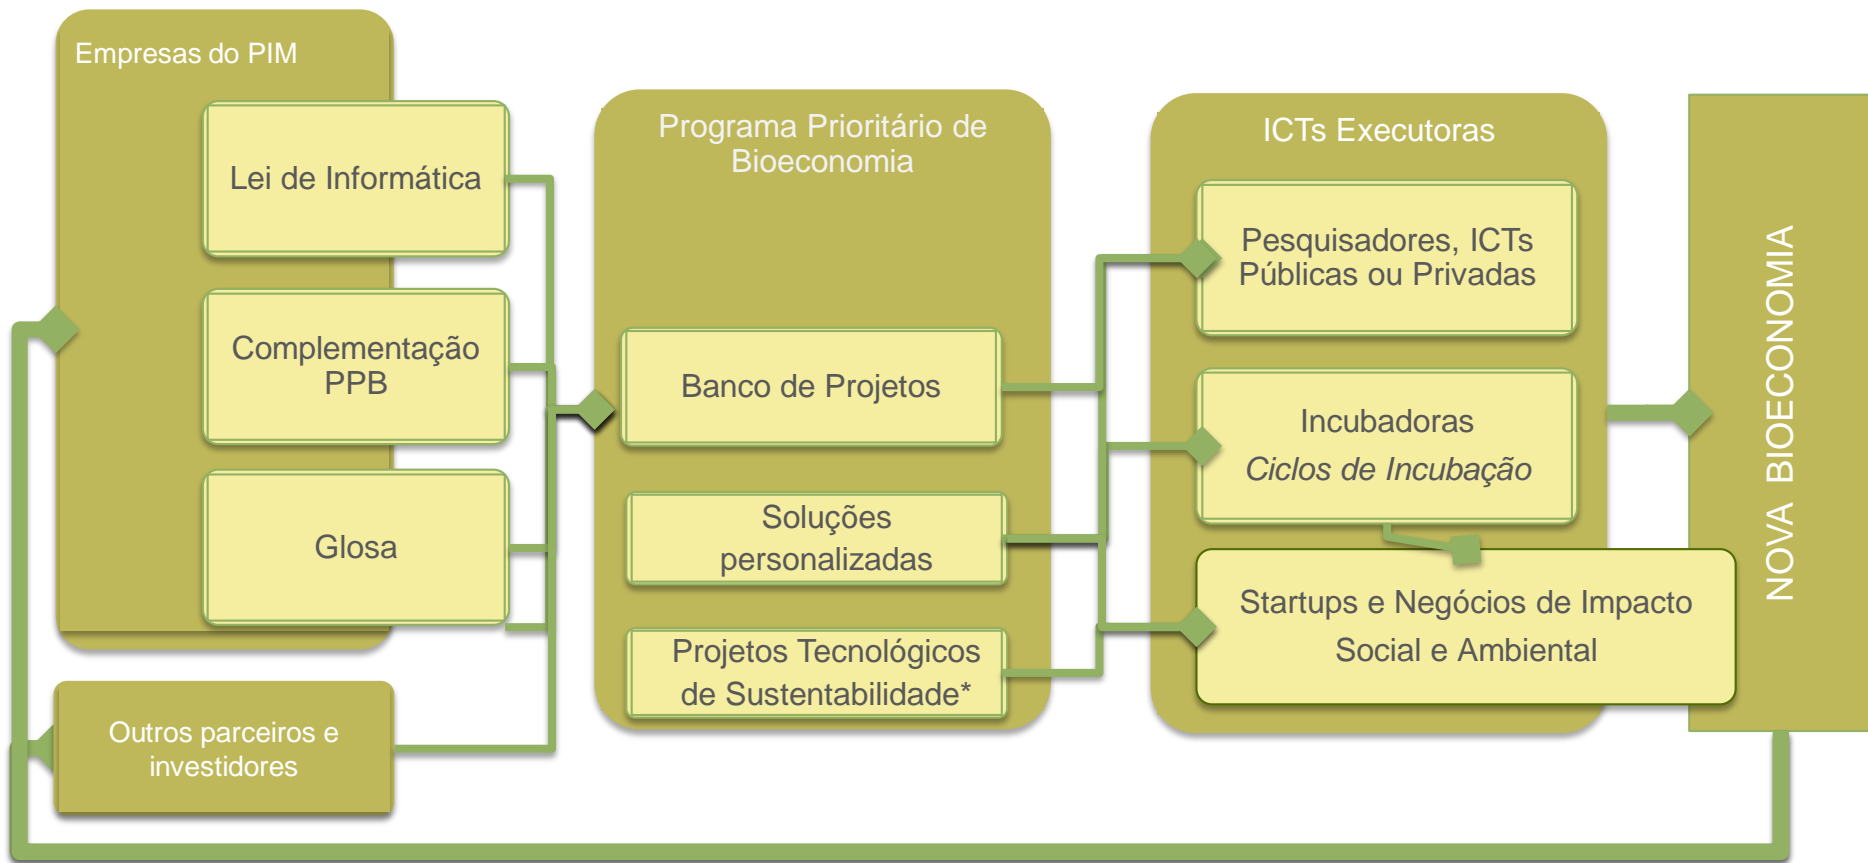 Empresas do PIM
Lei de Informática
Complementação
PPB
Glosa
Outros parceiros e
investidores
Programa Prioritário de
Bioeconomia
Banco de Projetos
Soluções
personalizadas
Projetos Tecnológicos
de Sustentabilidade*
ICTs Executoras
Pesquisadores, ICTs
Públicas ou Privadas
Incubadoras
Ciclos de Incubação
Startups e Negócios de Impacto
Social e Ambiental
NOVA BIOECONOMIA